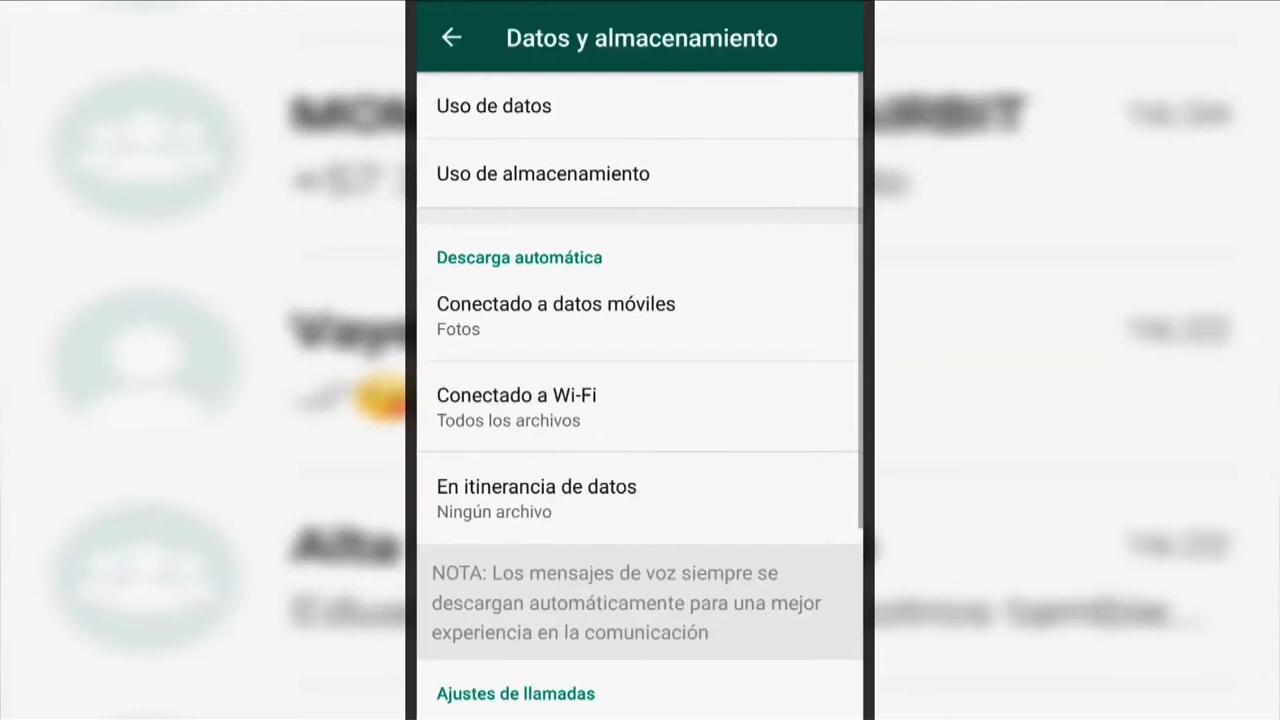 Datos y almacenamiento
Uso de datos
Uso de almacenamiento
Descarga automática
Conectado a datos móviles
Fotos
Conectado a Wi-Fi
Todos los archivos
En itinerancia de datos
Ningún archivo
NOTA: Los mensajes de voz siempre se
descargan automáticamente para una mejor
experiencia en la comunicación
Ajustes de llamadas